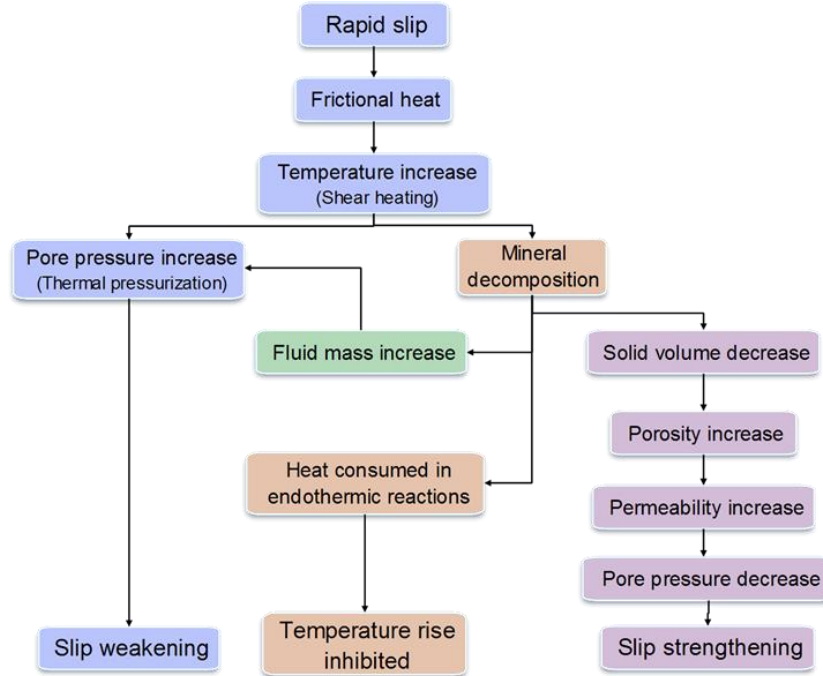 Rapid slip
Frictional heat
Temperature increase
(Shear heating)
Pore pressure increase
(Thermal pressurization)
Mineral
decomposition
Fluid mass increase
Solid volume decrease
Porosity increase
Heat consumed in
endothermic reactions
Permeability increase
Pore pressure decrease
Slip weakening
Temperature rise
inhibited
Slip strengthening